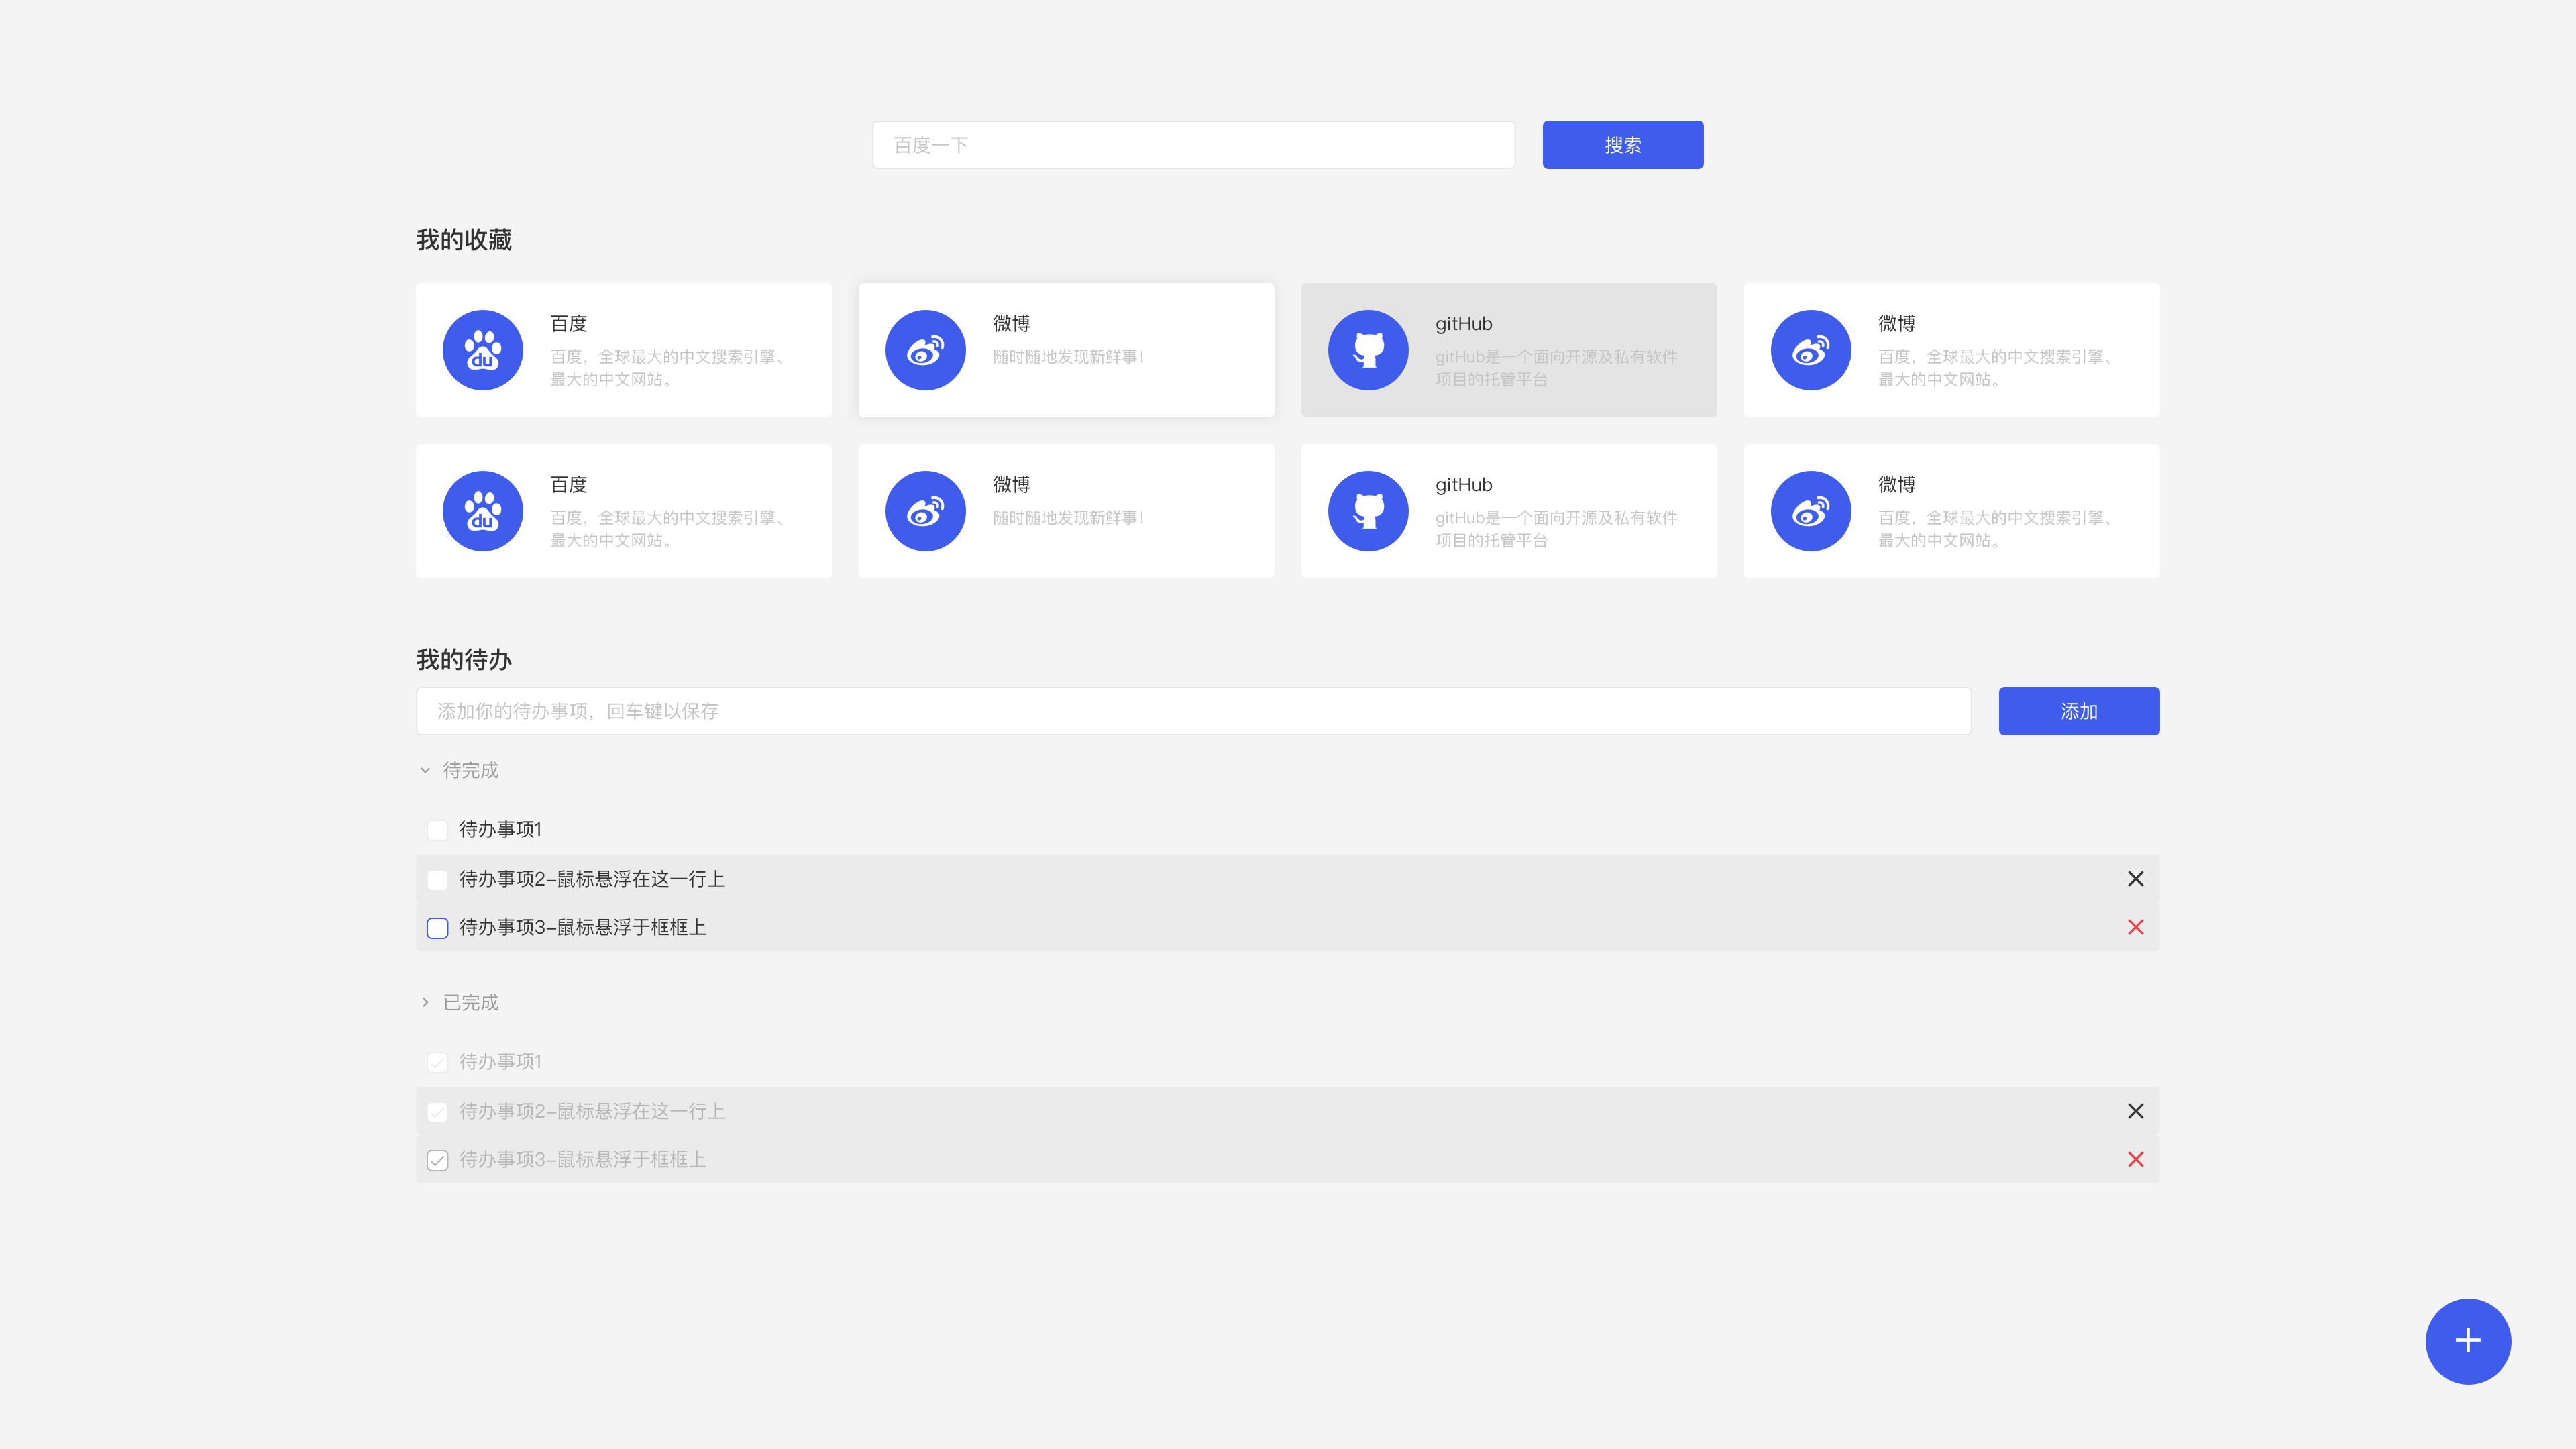 百度一下
搜索
我的收藏
百度
百度，全球最大的中文搜索引擎、
最大的中文网站。
微博
随时随地发现新鲜事！
gitHub
gitHub是一个面向开源及私有软件
项目的托管平台
微博
百度，全球最大的中文搜索引擎、
最大的中文网站。
百度
百度，全球最大的中文搜索引擎、
最大的中文网站。
微博
随时随地发现新鲜事！
gitHub
gitHub是一个面向开源及私有软件
项目的托管平台
微博
百度，全球最大的中文搜索引擎、
最大的中文网站。
我的待办
添加你的待办事项，回车键以保存
添加
待完成
待办事项1
待办事项2-鼠标悬浮在这一行上
待办事项3-鼠标悬浮于框框上
已完成
待办事项1
待办事项2-鼠标悬浮在这一行上
待办事项3-鼠标悬浮于框框上